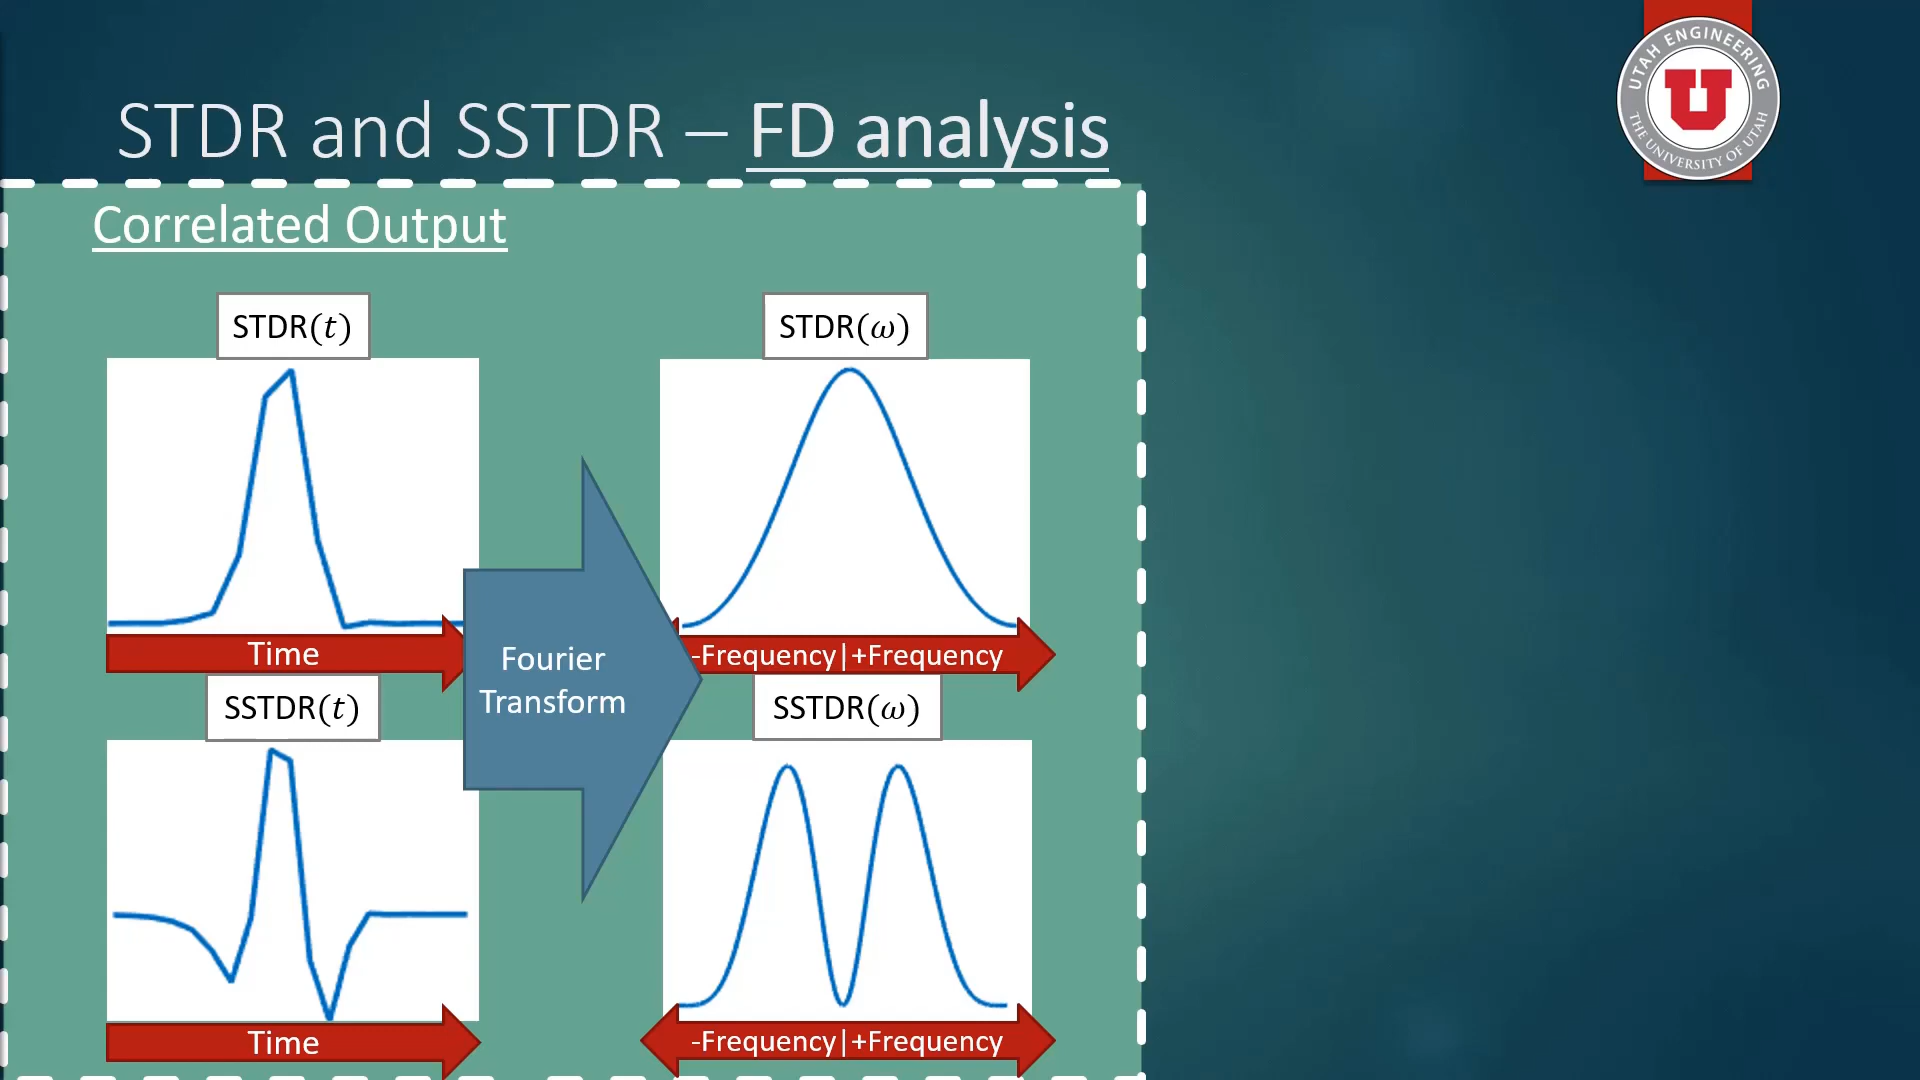 STDR and SSTDR – FD analysis
UTAH ENGINEERING
U
THE UNIVERSITY OF UTAH
Correlated Output
STDR(t)
STDR(ω)
Fourier
Transform
Time
-Frequency|+Frequency
SSTDR(t)
SSTDR(ω)
Time
-Frequency|+Frequency